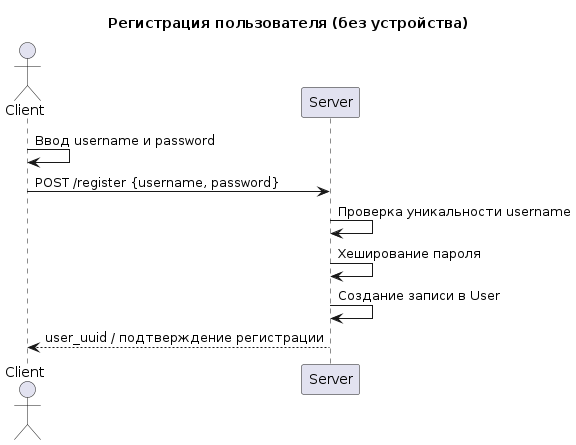 Регистрация пользователя (без устройства)
Client
Server
Ввод username и password
POST /register {username, password}
Проверка уникальности username
Хеширование пароля
Создание записи в User
user_uuid / подтверждение регистрации
Client
Server